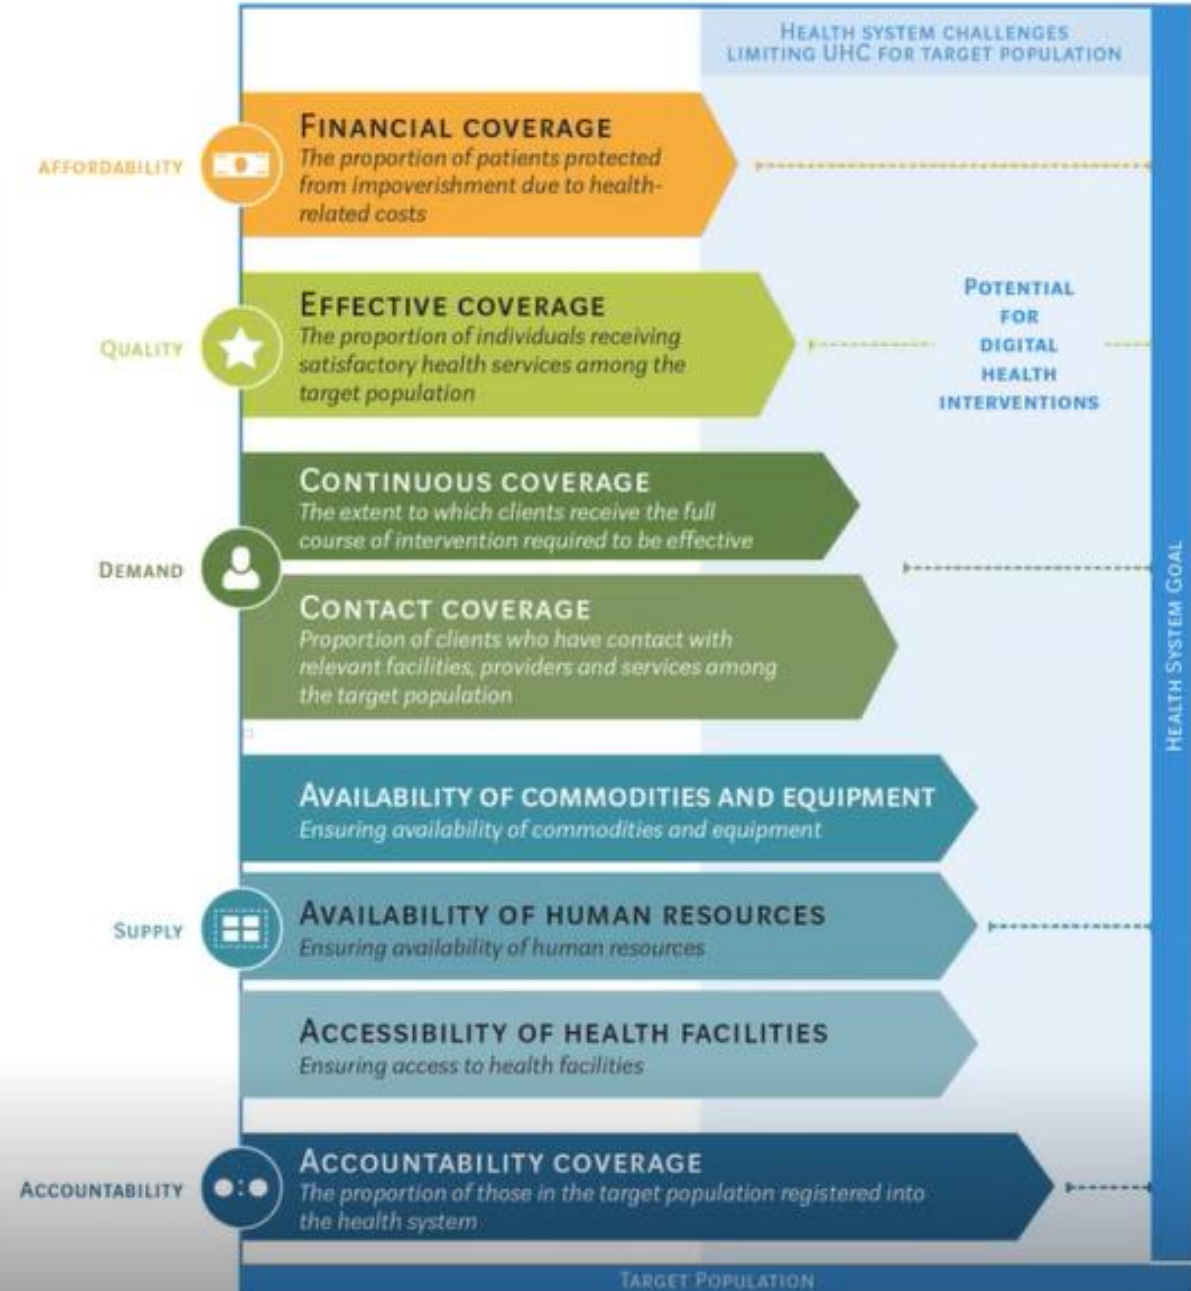 HEALTH SYSTEM CHALLENGES
LIMITING UHC FOR TARGET POPULATION
AFFORDABILITY
FINANCIAL COVERAGE
The proportion of patients protected
from impoverishment due to health-
related costs
QUALITY
EFFECTIVE COVERAGE
The proportion of individuals receiving
satisfactory health services among the
target population
POTENTIAL
FOR
DIGITAL
HEALTH
INTERVENTIONS
DEMAND
CONTINUOUS COVERAGE
The extent to which clients receive the full
course of intervention required to be effective
CONTACT COVERAGE
Proportion of clients who have contact with
relevant facilities, providers and services among
the target population
SUPPLY
AVAILABILITY OF COMMODITIES AND EQUIPMENT
Ensuring availability of commodities and equipment
AVAILABILITY OF HUMAN RESOURCES
Ensuring availability of human resources
ACCESSIBILITY OF HEALTH FACILITIES
Ensuring access to health facilities
ACCOUNTABILITY
ACCOUNTABILITY COVERAGE
The proportion of those in the target population registered into
the health system
HEALTH SYSTEM GOAL
TARGET POPULATION